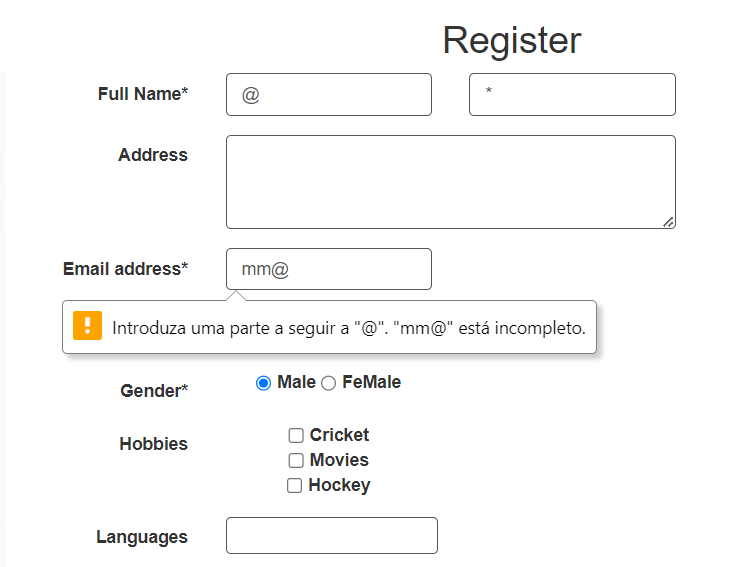 Register
Full Name* @ *
Address
Email address* mm@
! Introduza uma parte a seguir a "@". "mm@" está incompleto.
Gender* Male FeMale
Hobbies Cricket
Movies
Hockey
Languages